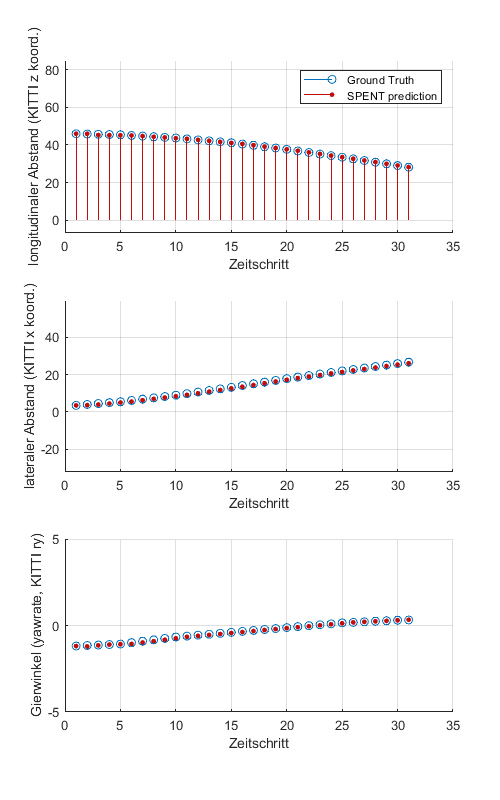 longitudinaler Abstand (KITTI z koord.)
80
60
40
20
0
Ground Truth
SPENT prediction
0 5 10 15 20 25 30 35
Zeitschritt
lateraler Abstand (KITTI x koord.)
40
20
0
-20
0 5 10 15 20 25 30 35
Zeitschritt
Gierwinkel (yawrate, KITTI ry)
5
0
-5
0 5 10 15 20 25 30 35
Zeitschritt